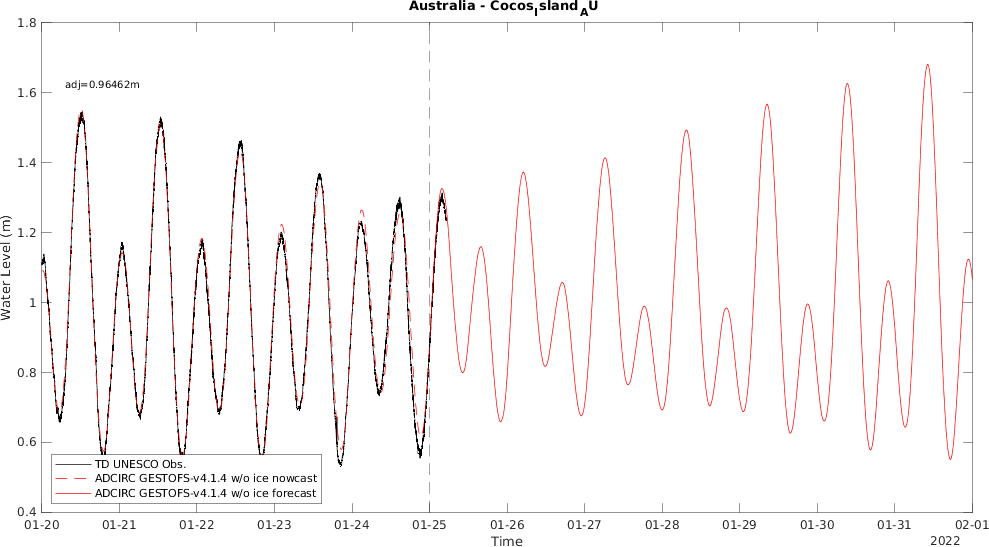 Australia - Cocos_Island_AU
adj=0.96462m
1.8
1.6
1.4
1.2
1
0.8
0.6
0.4
Water Level (m)
TD UNESCO Obs.
ADCIRC GESTOFS-v4.1.4 w/o ice nowcast
ADCIRC GESTOFS-v4.1.4 w/o ice forecast
01-20 01-21 01-22 01-23 01-24 01-25 01-26 01-27 01-28 01-29 01-30 01-31 02-01
Time
2022